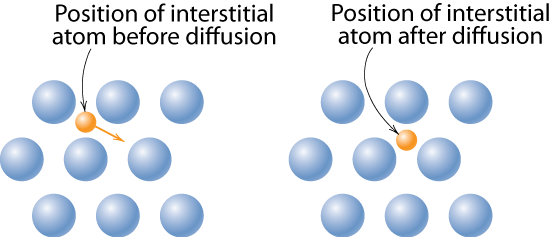 Position of interstitial
atom before diffusion
Position of interstitial
atom after diffusion